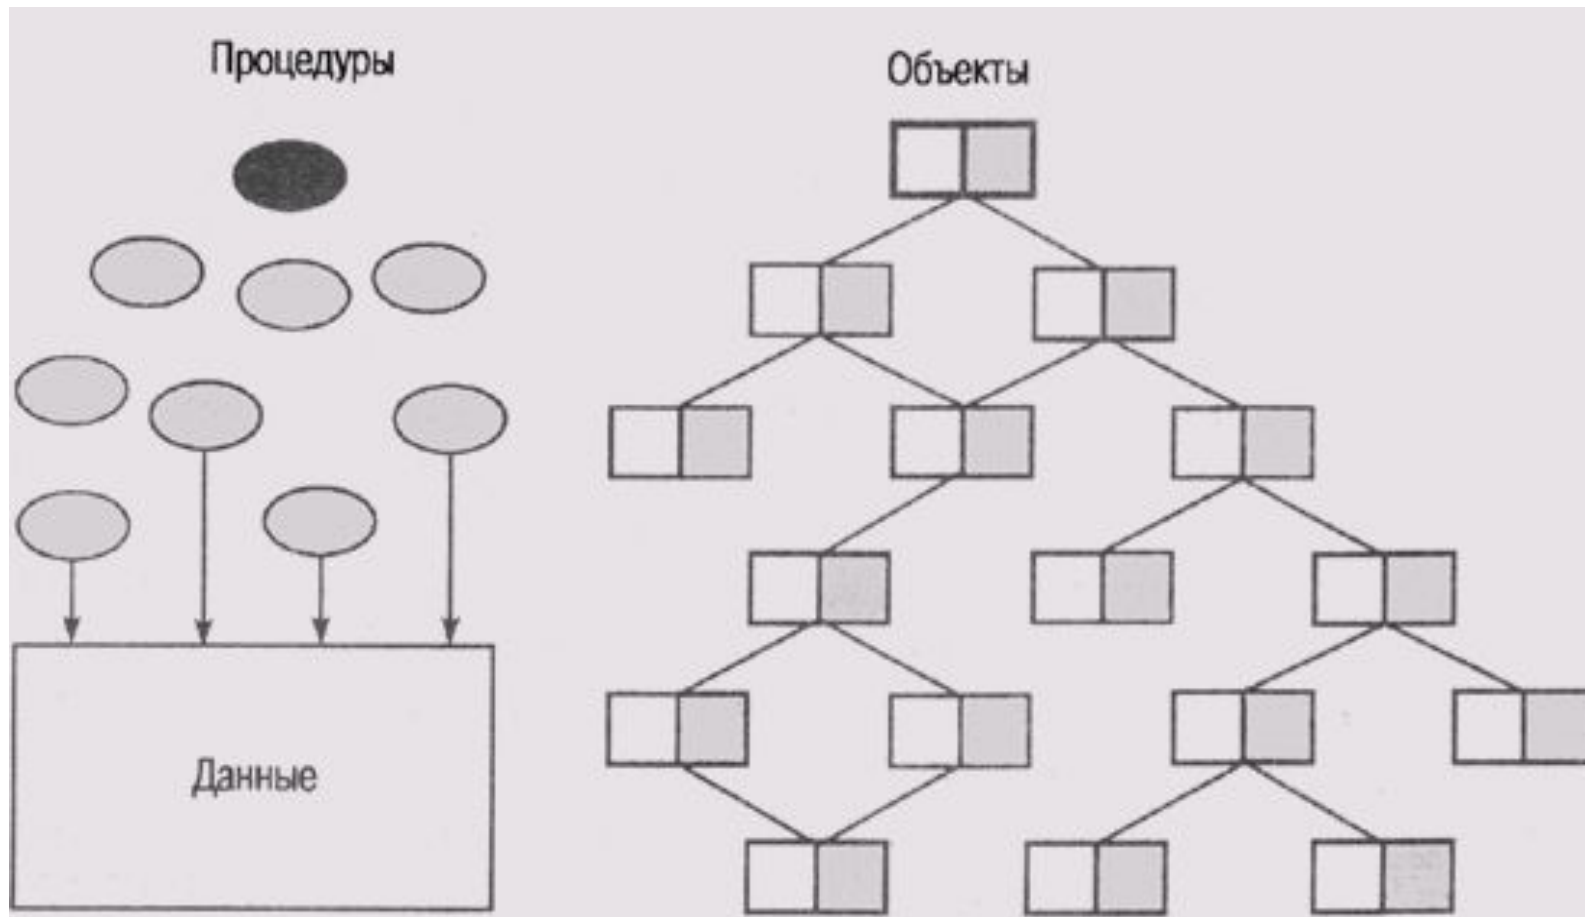 Процедуры
Объекты
Данные